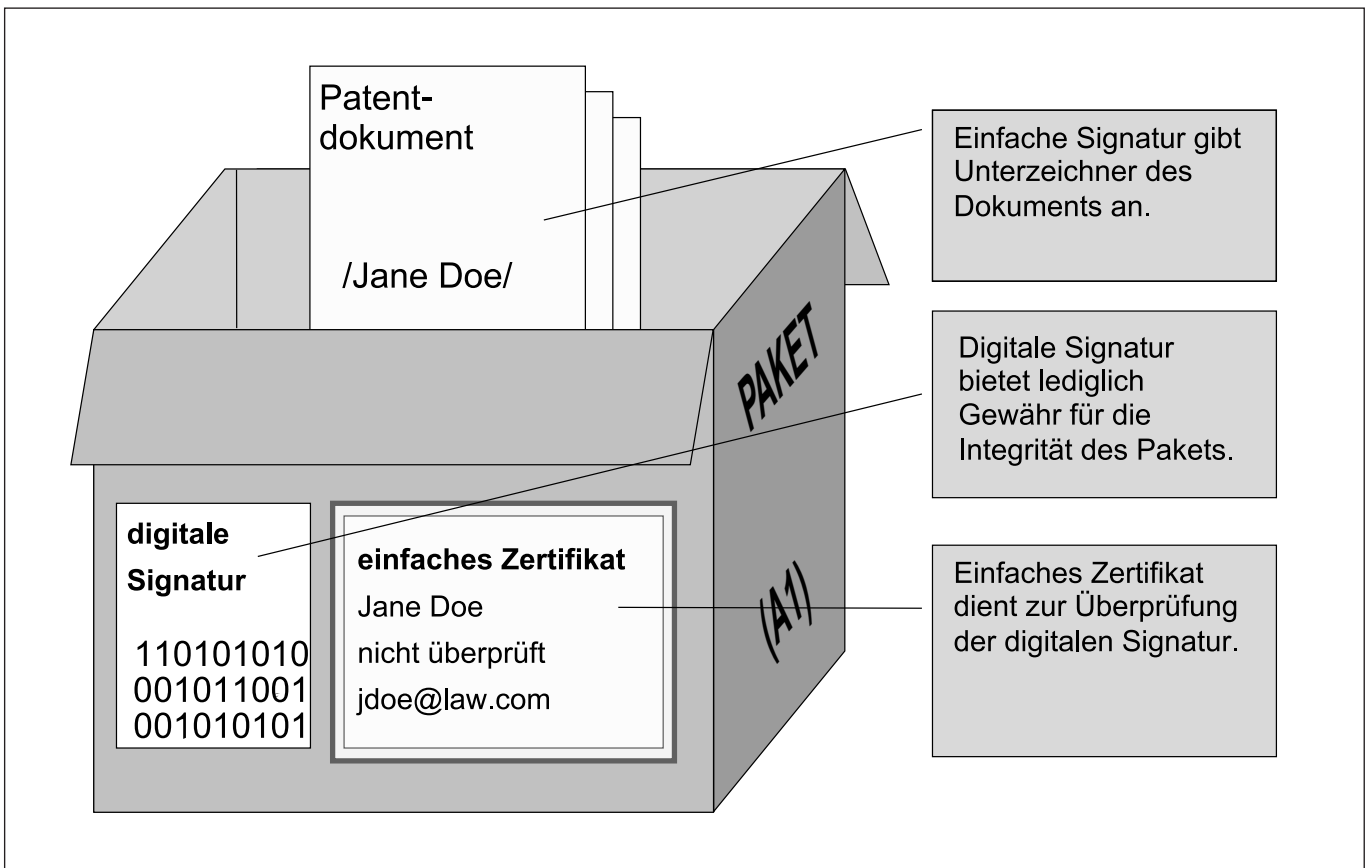 Patent-
dokument
/Jane Doe/
Einfache Signatur gibt
Unterzeichner des
Dokuments an.
PAKET
Digitale Signatur
bietet lediglich
Gewähr für die
Integrität des Pakets.
digitale
Signatur
110101010
001011001
001010101
einfaches Zertifikat
Jane Doe
nicht überprüft
jdoe@law.com
(A1)
Einfaches Zertifikat
dient zur Überprüfung
der digitalen Signatur.